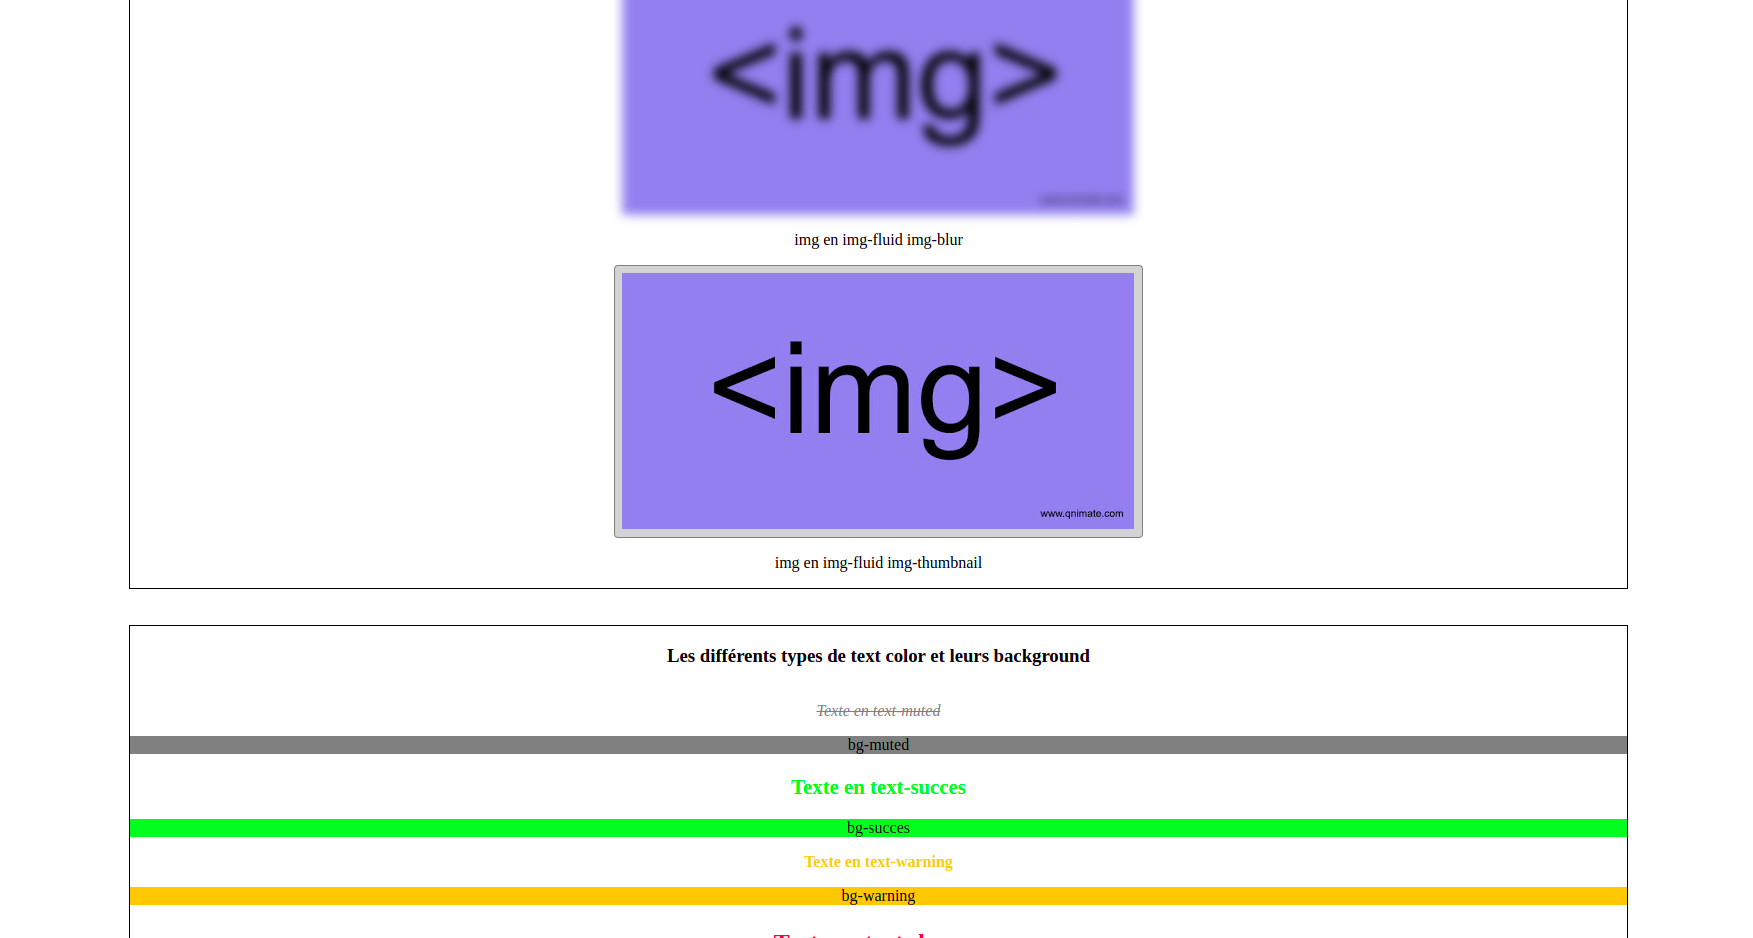 <img>
img en img-fluid img-blur
<img>
www.qnimate.com
img en img-fluid img-thumbnail
Les différents types de text color et leurs background
Texte en text-muted
bg-muted
Texte en text-succes
bg-succes
Texte en text-warning
bg-warning